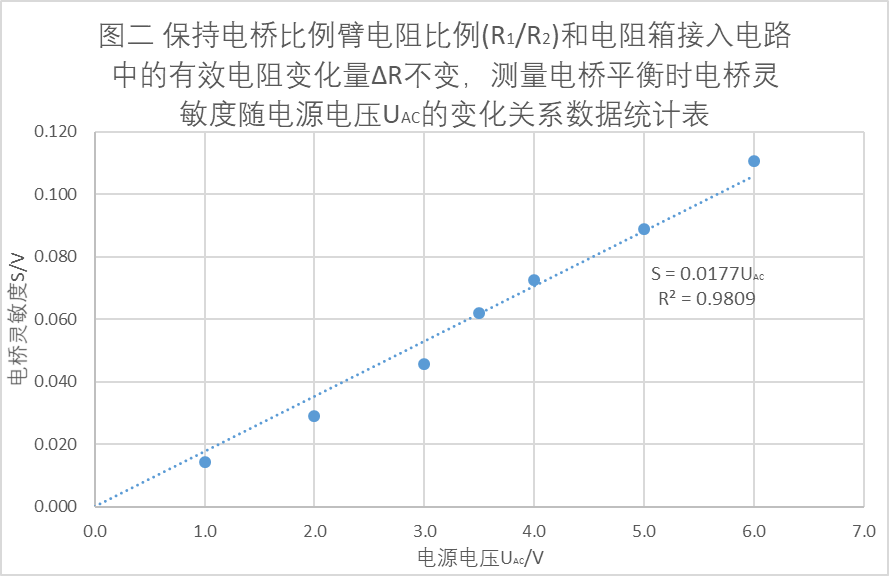 图二 保持电桥比例臂电阻比例(R1/R2)和电阻箱接入电路
中的有效电阻变化量ΔR不变，测量电桥平衡时电桥灵
敏度随电源电压UAC的变化关系数据统计表
0.120
0.100
0.080
0.060
0.040
0.020
0.000
电桥灵敏度S/V
S = 0.0177UAC
R² = 0.9809
0.0 1.0 2.0 3.0 4.0 5.0 6.0 7.0
电源电压UAC/V